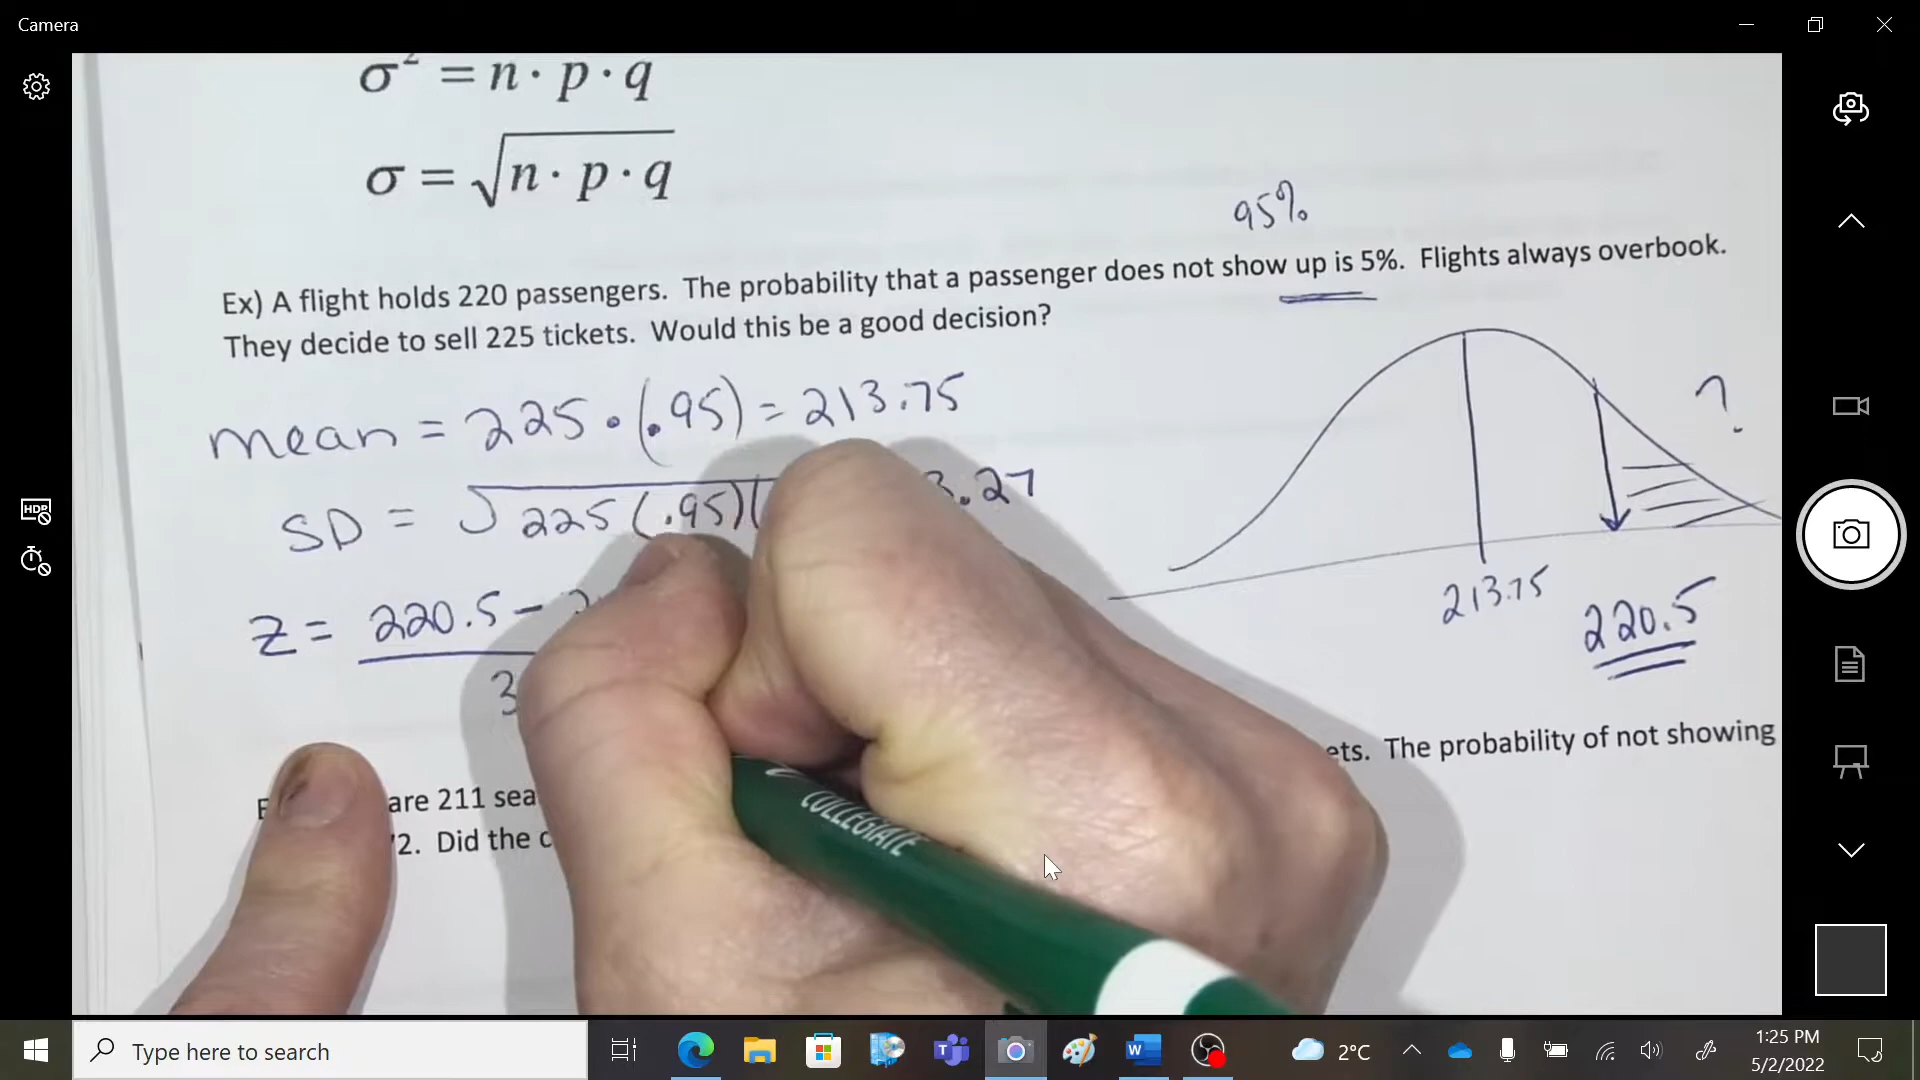 Camera
σ² = n · p · q
σ = √n · p · q
95%
Ex) A flight holds 220 passengers. The probability that a passenger does not show up is 5%. Flights always overbook.
They decide to sell 225 tickets. Would this be a good decision?
mean = 225 · (.95) = 213.75
?
SD = √225 (.95)( 3.27
Z = 220.5 -
3
213.75
220.5
ets. The probability of not showing
are 211 sea
2. Did the
COLLEGIATE
HDR
Type here to search
2°C
1:25 PM
5/2/2022